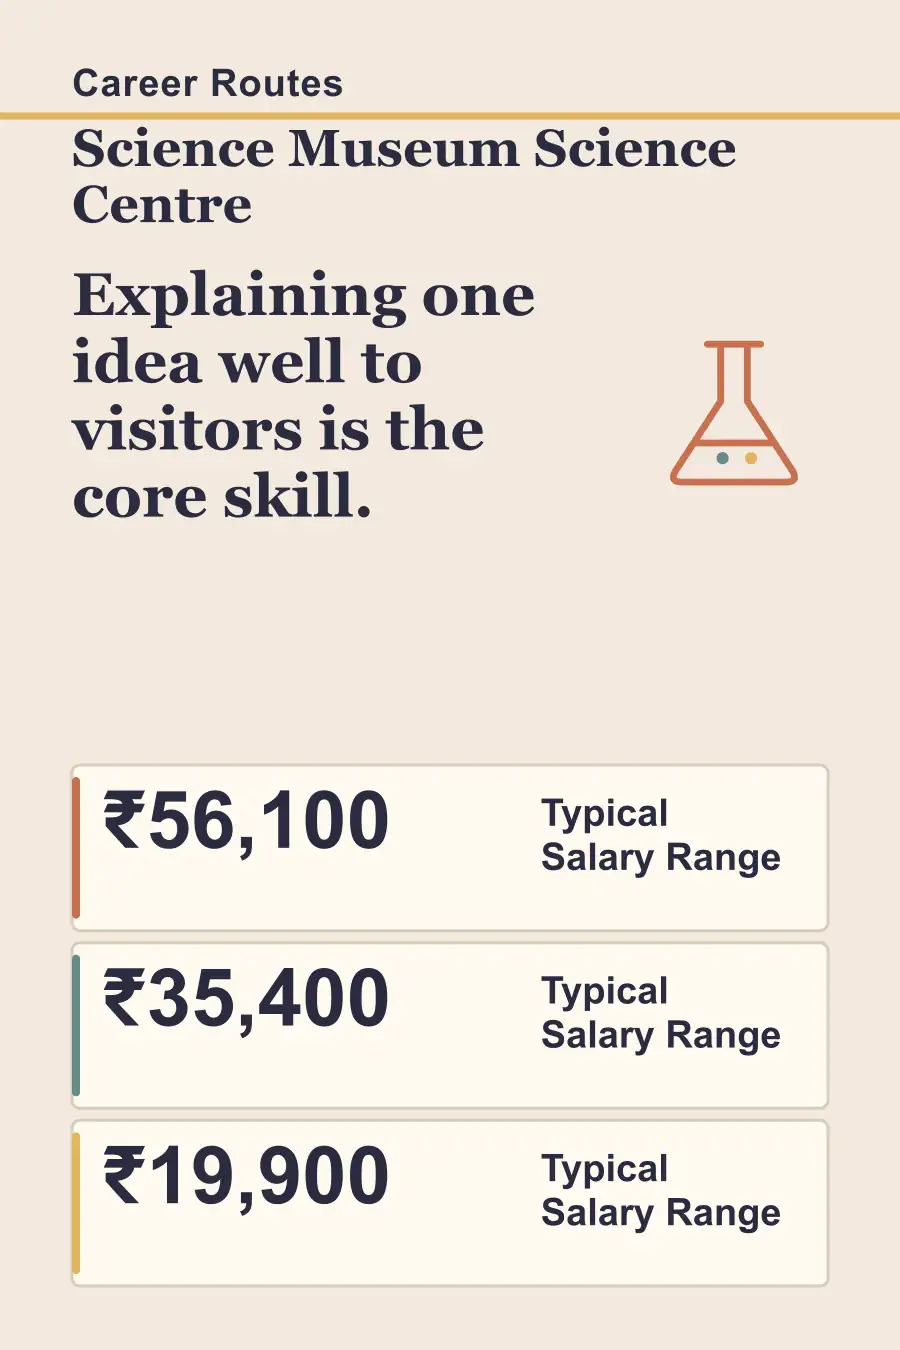 Career Routes
Science Museum Science
Centre
Explaining one
idea well to
visitors is the
core skill.
₹56,100
Typical
Salary Range
₹35,400
Typical
Salary Range
₹19,900
Typical
Salary Range